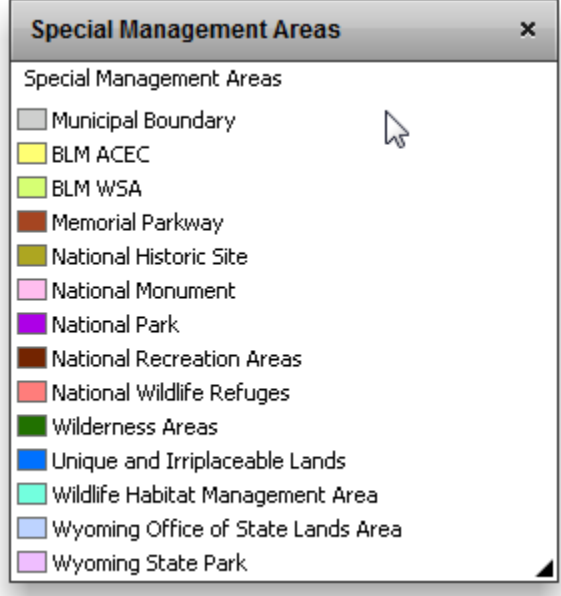 Special Management Areas
Special Management Areas
Municipal Boundary
BLM ACEC
BLM WSA
Memorial Parkway
National Historic Site
National Monument
National Park
National Recreation Areas
National Wildlife Refuges
Wilderness Areas
Unique and Irriplaceable Lands
Wildlife Habitat Management Area
Wyoming Office of State Lands Area
Wyoming State Park